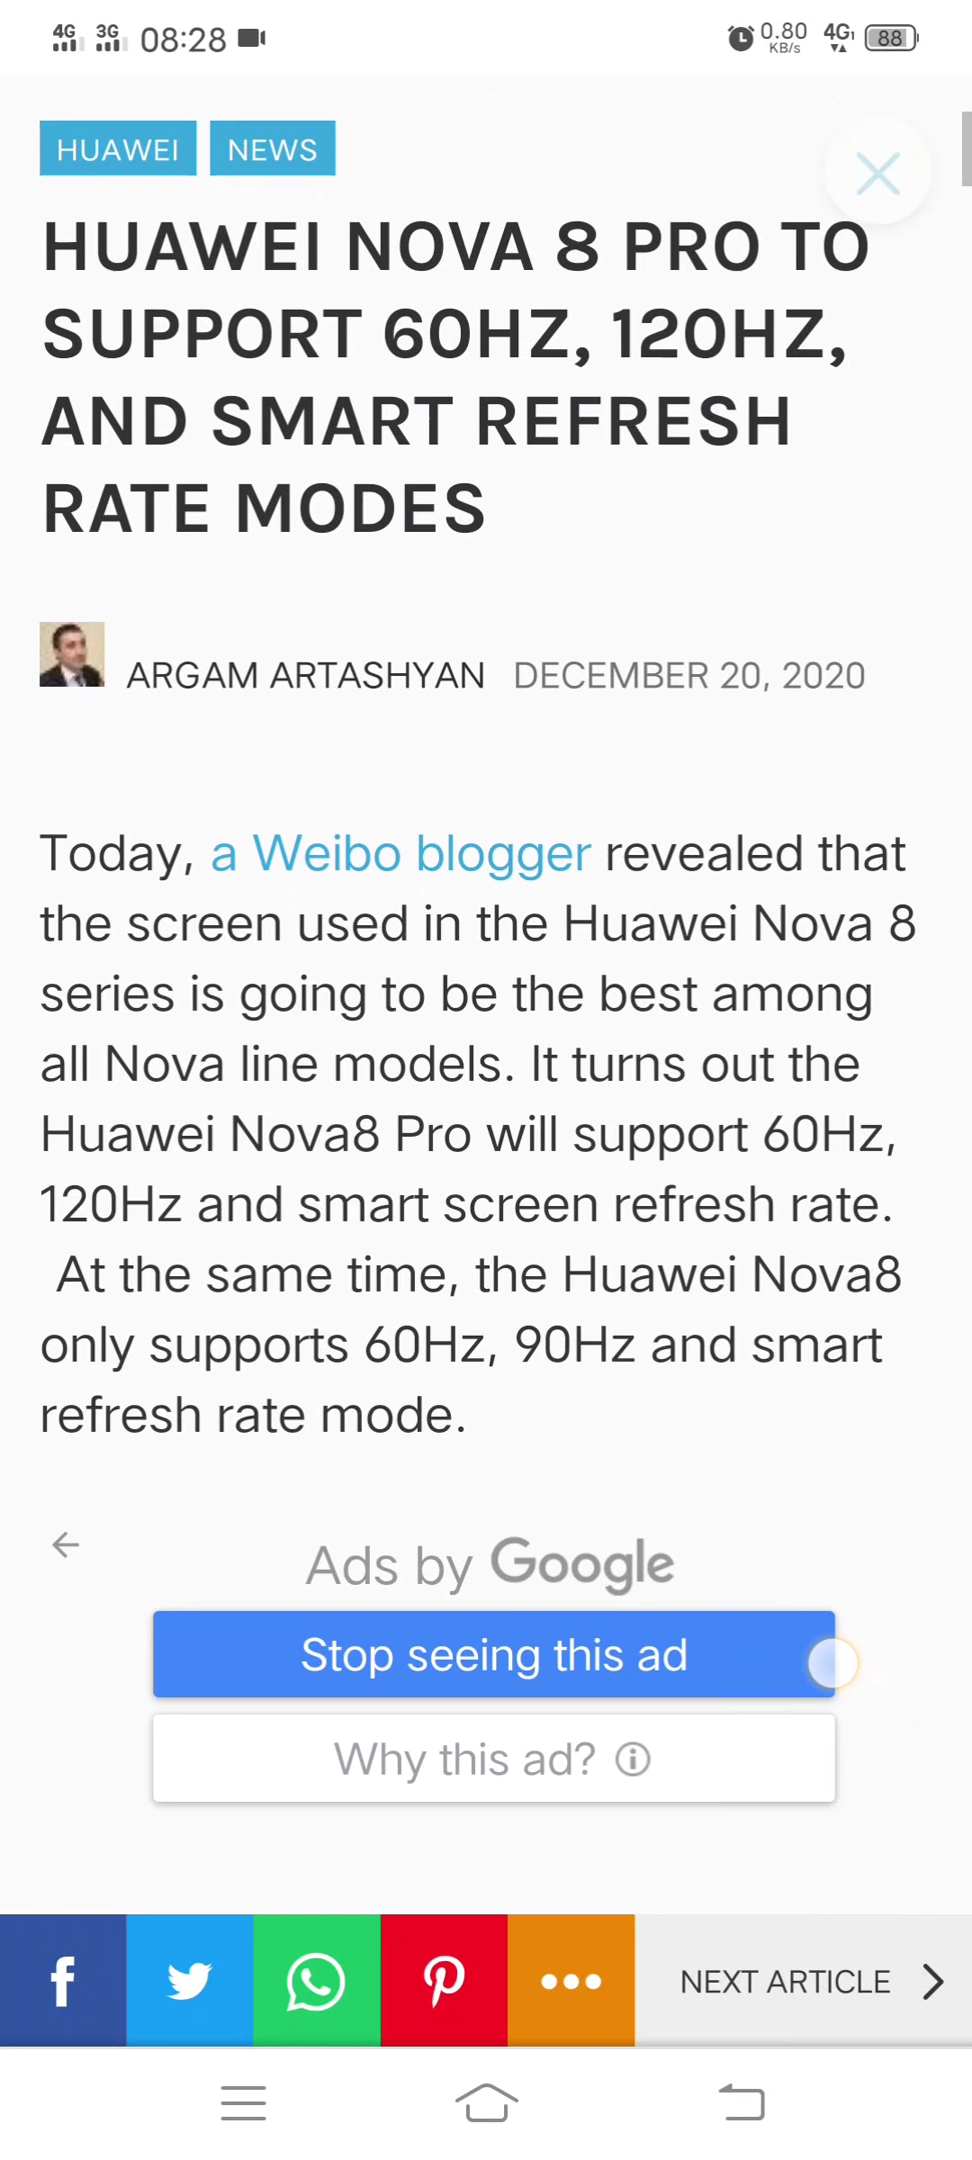 4G 3G 08:28 0.80 KB/s 4G 88
HUAWEI NEWS
HUAWEI NOVA 8 PRO TO
SUPPORT 60HZ, 120HZ,
AND SMART REFRESH
RATE MODES
ARGAM ARTASHYAN DECEMBER 20, 2020
Today, a Weibo blogger revealed that
the screen used in the Huawei Nova 8
series is going to be the best among
all Nova line models. It turns out the
Huawei Nova8 Pro will support 60Hz,
120Hz and smart screen refresh rate.
At the same time, the Huawei Nova8
only supports 60Hz, 90Hz and smart
refresh rate mode.
Ads by Google
Stop seeing this ad
Why this ad?
NEXT ARTICLE